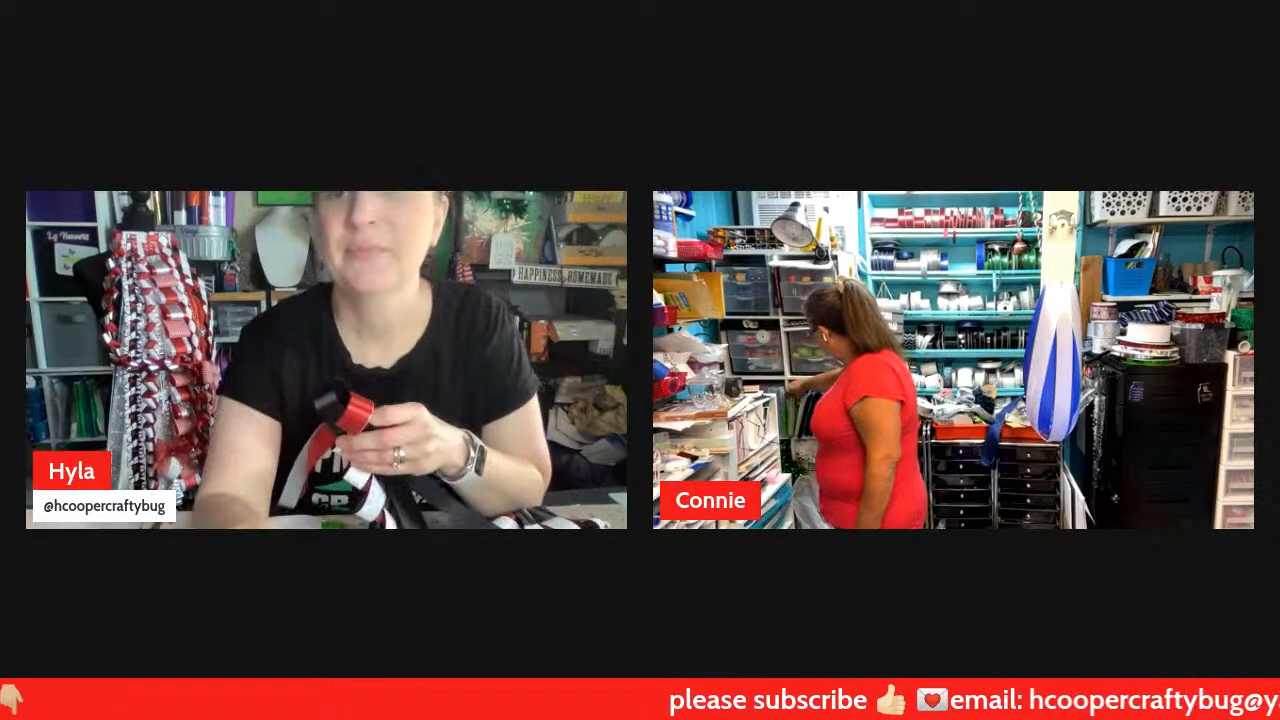 HAPPINESS HOMEMADE
Hyla
@hcoopercraftybug
Connie
please subscribe 👍🏼 💌email: hcoopercraftybug@y